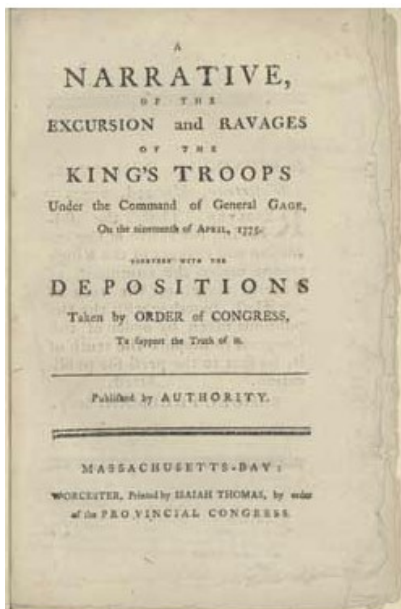 A
NARRATIVE,
OF THE
EXCURSION and RAVAGES
OF THE
KING'S TROOPS
Under the Command of General GAGE,
On the nineteenth of APRIL, 1775.
TOGETHER WITH THE
DEPOSITIONS
Taken by ORDER of CONGRESS,
To support the Truth of it.
Published by AUTHORITY.
MASSACHUSETTS-BAY:
WORCESTER, Printed by ISAIAH THOMAS, by order
of the PROVINCIAL CONGRESS.